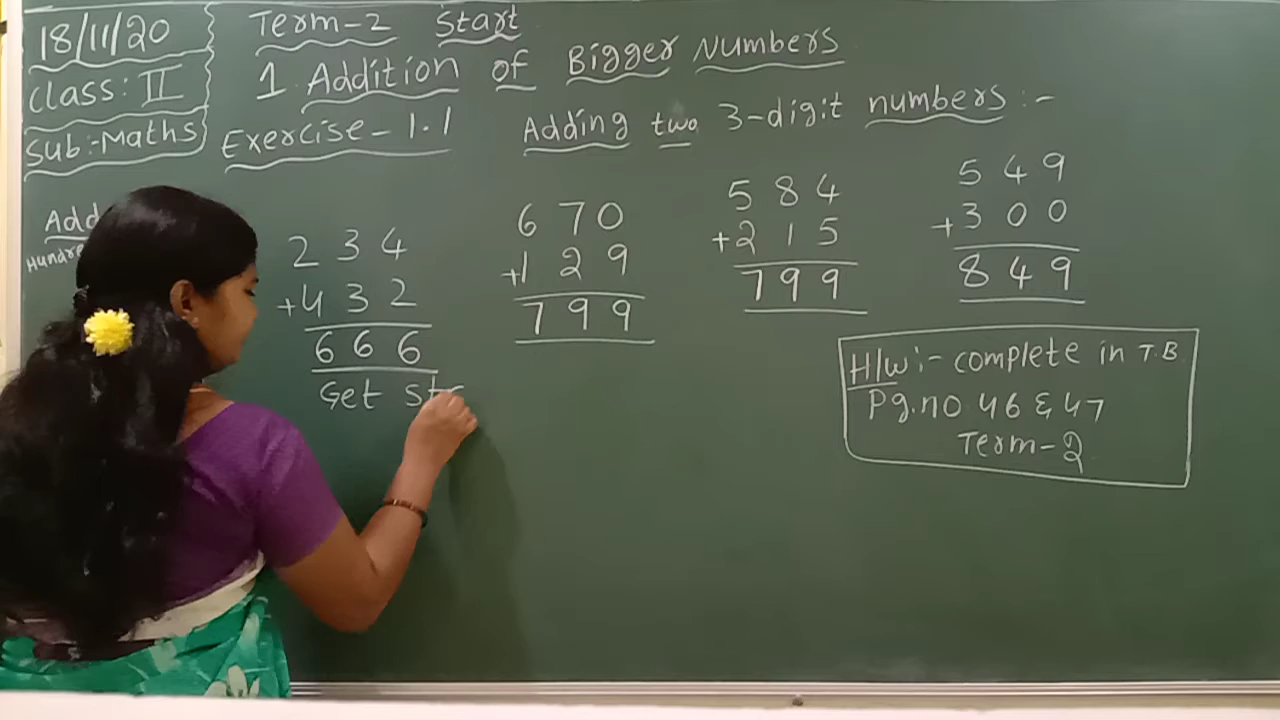 18/11/20
Class: II
Sub:-Maths
Term-2 Start
1. Addition of Bigger Numbers
Exercise-1.1
Adding two 3-digit numbers:-
Add
Hundre
2 3 4
+4 3 2
6 6 6
Get str
6 7 0
+1 2 9
7 9 9
5 8 4
+2 1 5
7 9 9
5 4 9
+3 0 0
8 4 9
H/w:- complete in T.B
Pg.no 46 & 47
Term-2